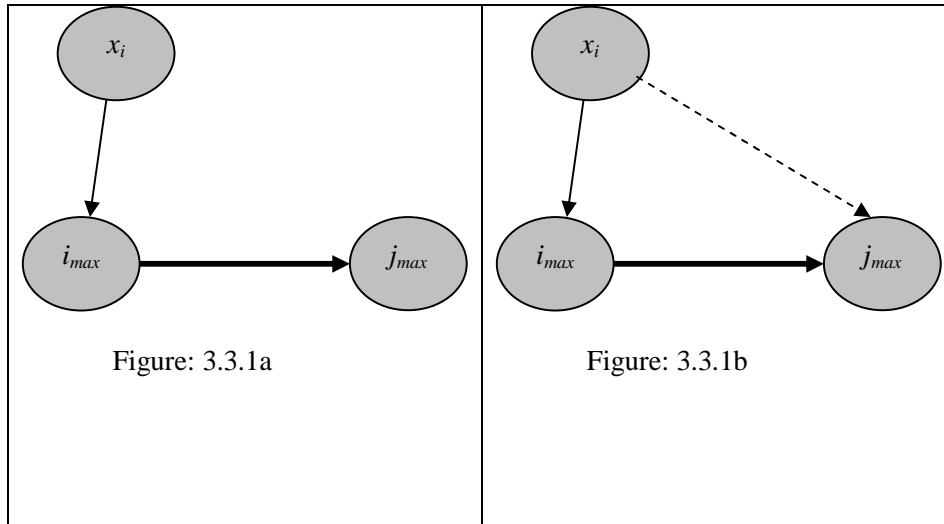 x_i
i_max
j_max
Figure: 3.3.1a
x_i
i_max
j_max
Figure: 3.3.1b